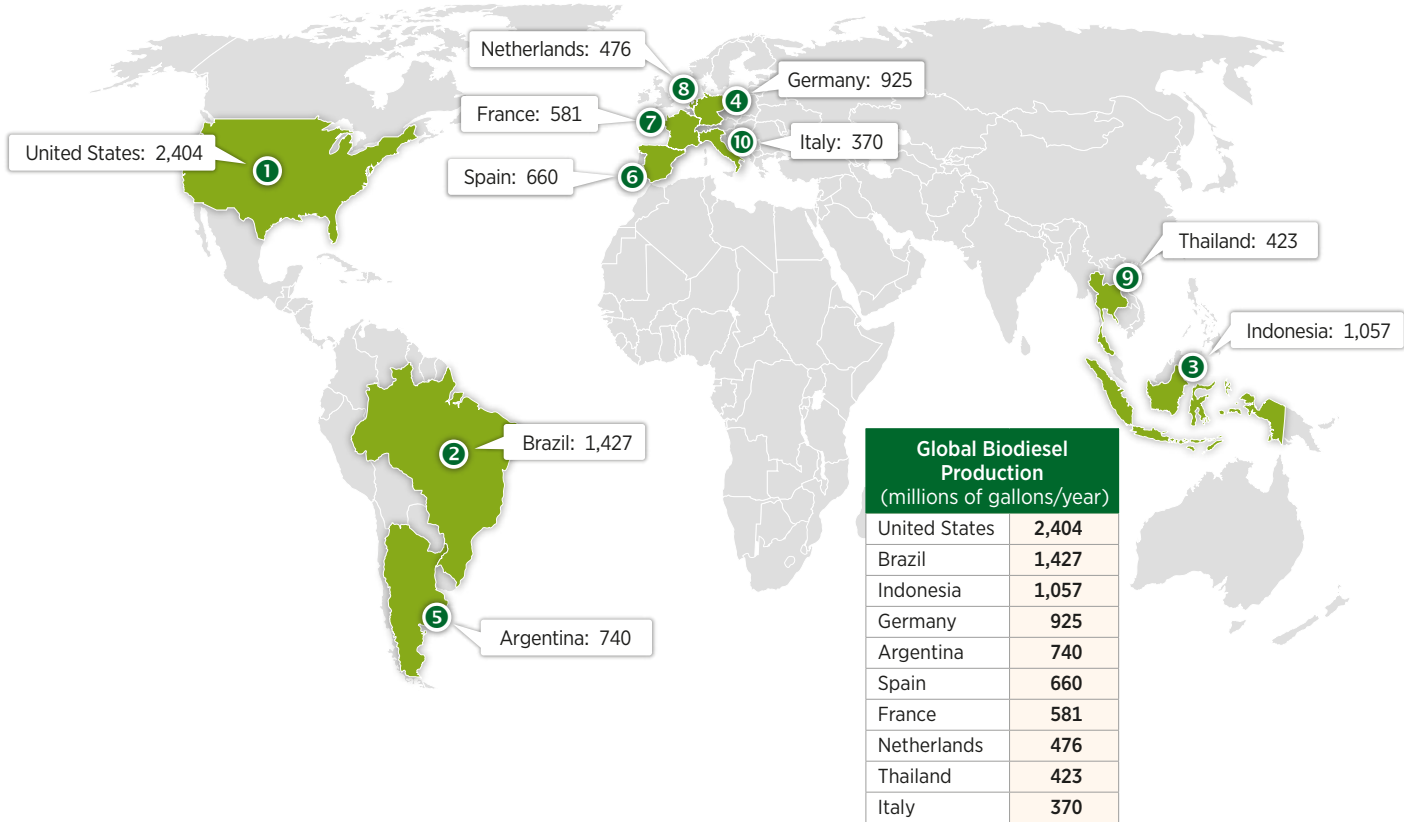 Netherlands: 476
8
Germany: 925
4
France: 581
7
Italy: 370
10
United States: 2,404
1
Spain: 660
6
Thailand: 423
9
Indonesia: 1,057
3
Brazil: 1,427
2
Argentina: 740
5
Global Biodiesel
Production
(millions of gallons/year)
United States 2,404
Brazil 1,427
Indonesia 1,057
Germany 925
Argentina 740
Spain 660
France 581
Netherlands 476
Thailand 423
Italy 370